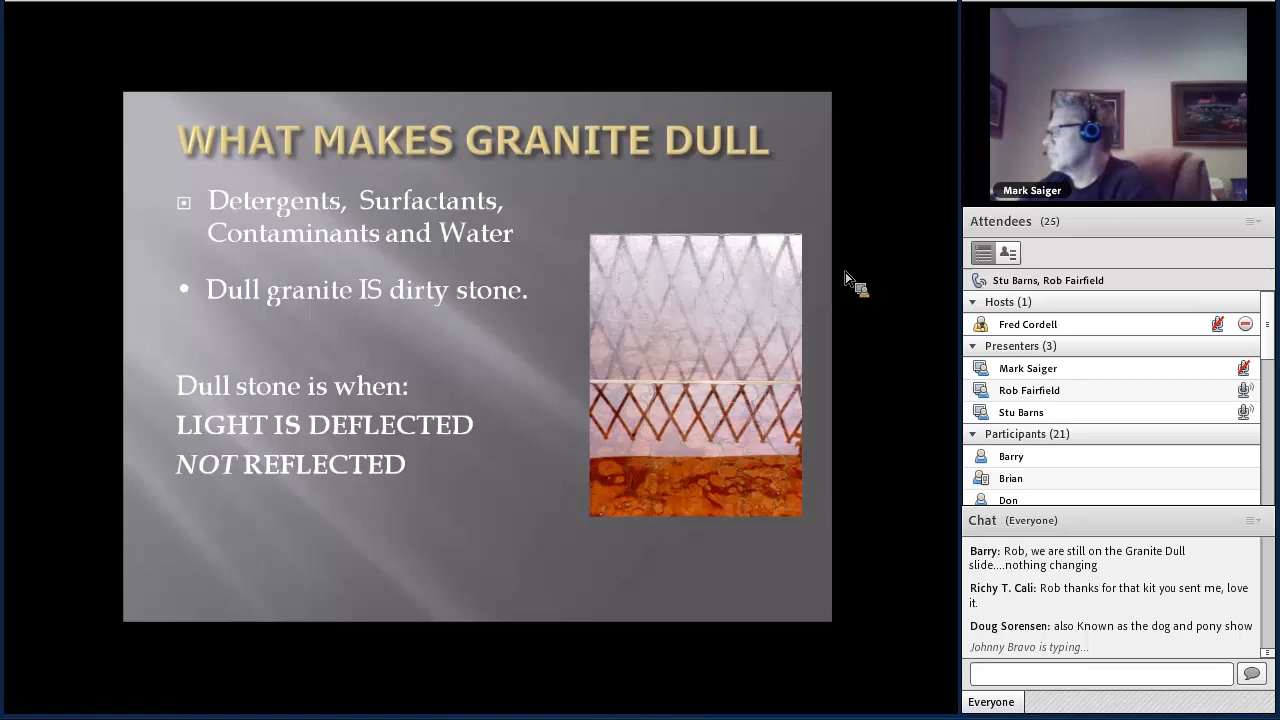 WHAT MAKES GRANITE DULL
Detergents, Surfactants,
Contaminants and Water
Dull granite IS dirty stone.
Dull stone is when:
LIGHT IS DEFLECTED
NOT REFLECTED
Mark Saiger
Attendees (25)
Stu Barns, Rob Fairfield
Hosts (1)
Fred Cordell
Presenters (3)
Mark Saiger
Rob Fairfield
Stu Barns
Participants (21)
Barry
Brian
Don
Chat (Everyone)
Barry: Rob, we are still on the Granite Dull
slide....nothing changing
Richy T. Cali: Rob thanks for that kit you sent me, love
it.
Doug Sorensen: also Known as the dog and pony show
Johnny Bravo is typing...
Everyone